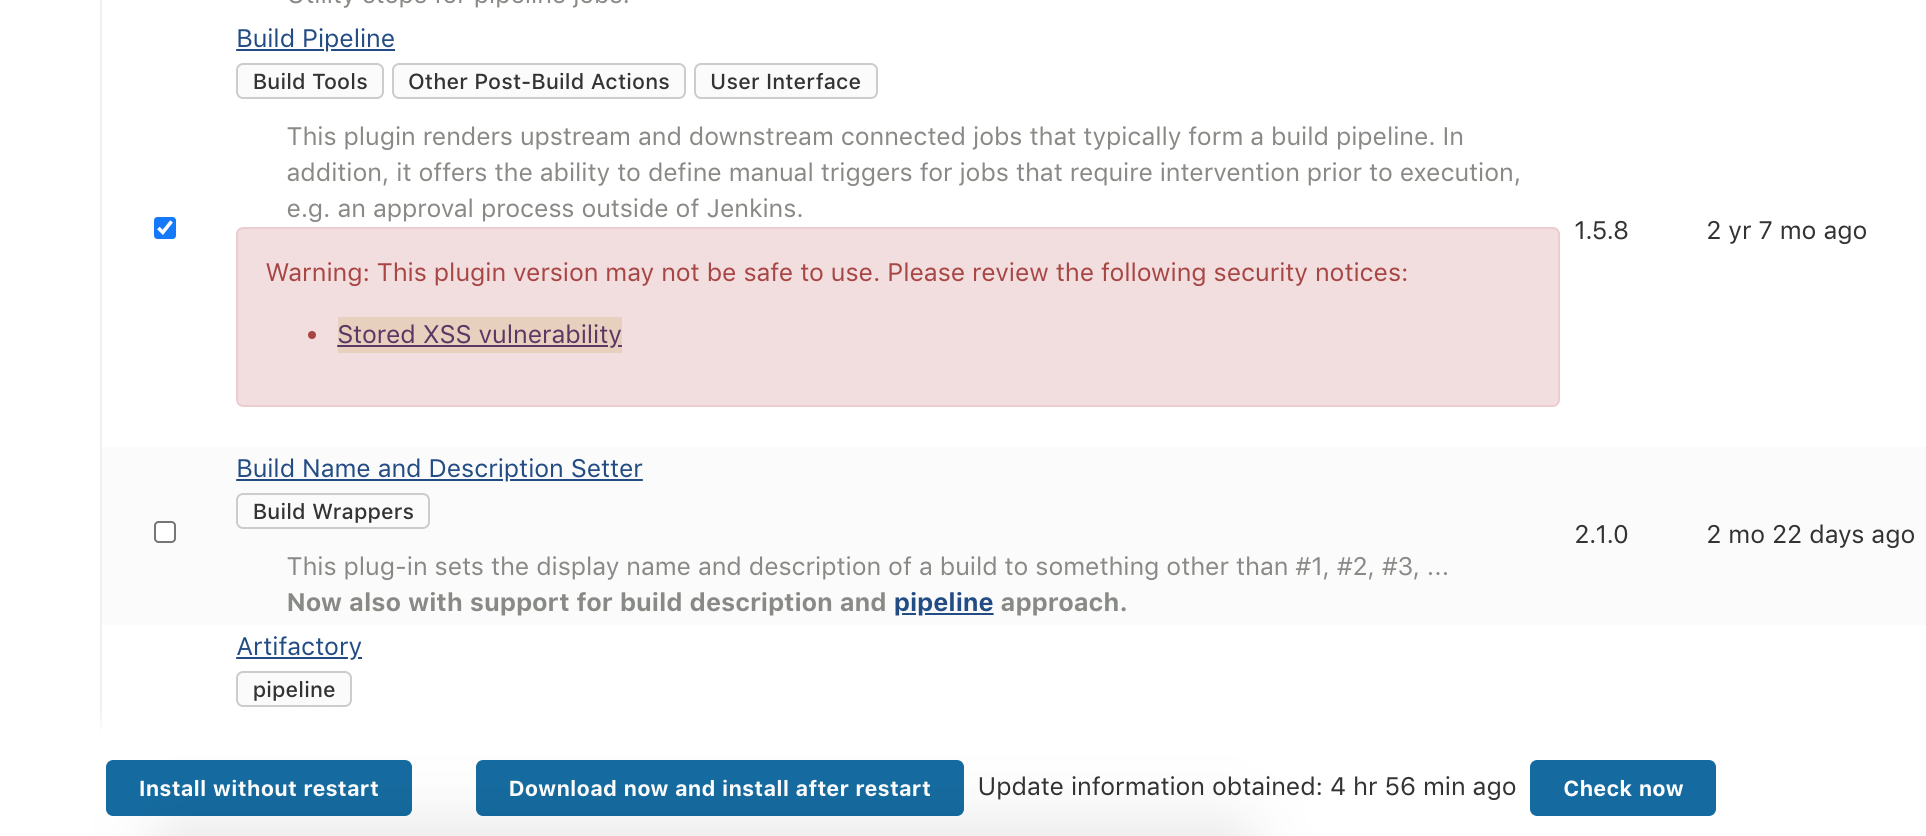 Utility steps for pipeline jobs.
Build Pipeline
Build Tools Other Post-Build Actions User Interface
This plugin renders upstream and downstream connected jobs that typically form a build pipeline. In
addition, it offers the ability to define manual triggers for jobs that require intervention prior to execution,
e.g. an approval process outside of Jenkins.
1.5.8 2 yr 7 mo ago
Warning: This plugin version may not be safe to use. Please review the following security notices:
• Stored XSS vulnerability
Build Name and Description Setter
Build Wrappers
2.1.0 2 mo 22 days ago
This plug-in sets the display name and description of a build to something other than #1, #2, #3, ...
Now also with support for build description and pipeline approach.
Artifactory
pipeline
Install without restart Download now and install after restart Update information obtained: 4 hr 56 min ago Check now